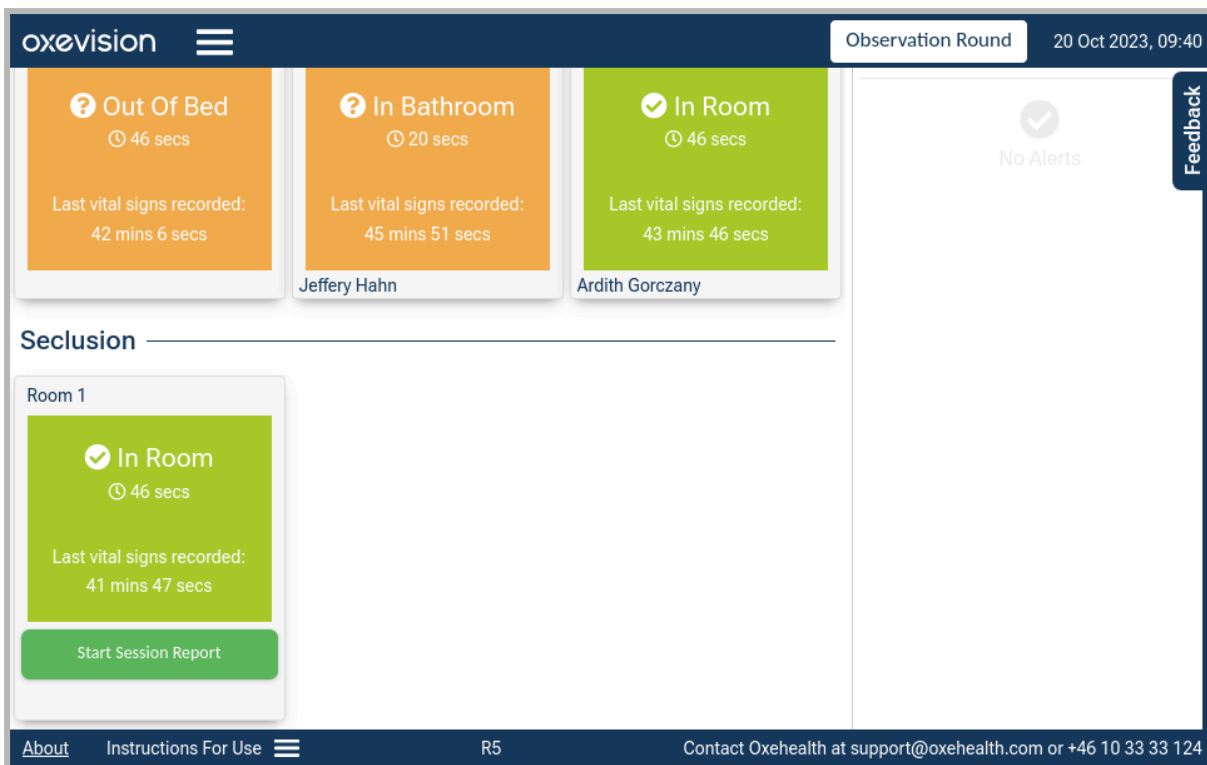 oxevision
Observation Round
20 Oct 2023, 09:40
Out Of Bed
46 secs
Last vital signs recorded:
42 mins 6 secs
In Bathroom
20 secs
Last vital signs recorded:
45 mins 51 secs
Jeffery Hahn
In Room
46 secs
Last vital signs recorded:
43 mins 46 secs
Ardith Gorczany
No Alerts
Feedback
Seclusion
Room 1
In Room
46 secs
Last vital signs recorded:
41 mins 47 secs
Start Session Report
About
Instructions For Use
R5
Contact Oxehealth at support@oxehealth.com or +46 10 33 33 124